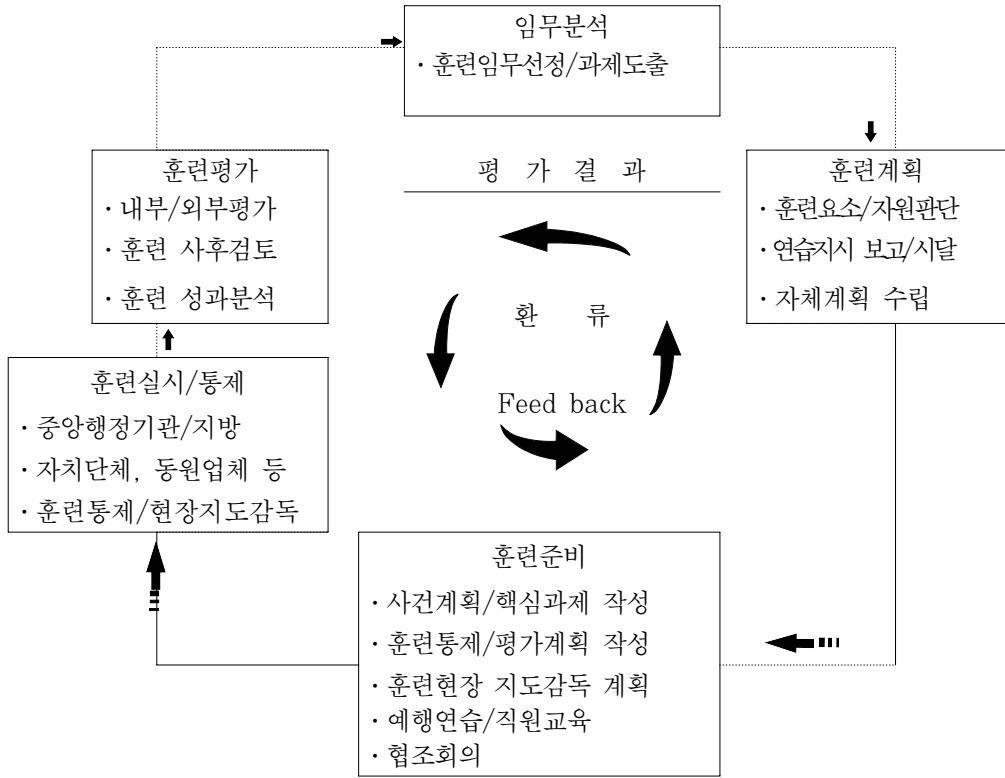 임무분석
· 훈련임무선정/과제도출
훈련평가
· 내부/외부평가
· 훈련 사후검토
· 훈련 성과분석
평 가 결 과
환 류
Feed back
훈련계획
· 훈련요소/자원판단
· 연습지시 보고/시달
· 자체계획 수립
훈련실시/통제
· 중앙행정기관/지방
· 자치단체, 동원업체 등
· 훈련통제/현장지도감독
훈련준비
· 사건계획/핵심과제 작성
· 훈련통제/평가계획 작성
· 훈련현장 지도감독 계획
· 예행연습/직원교육
· 협조회의